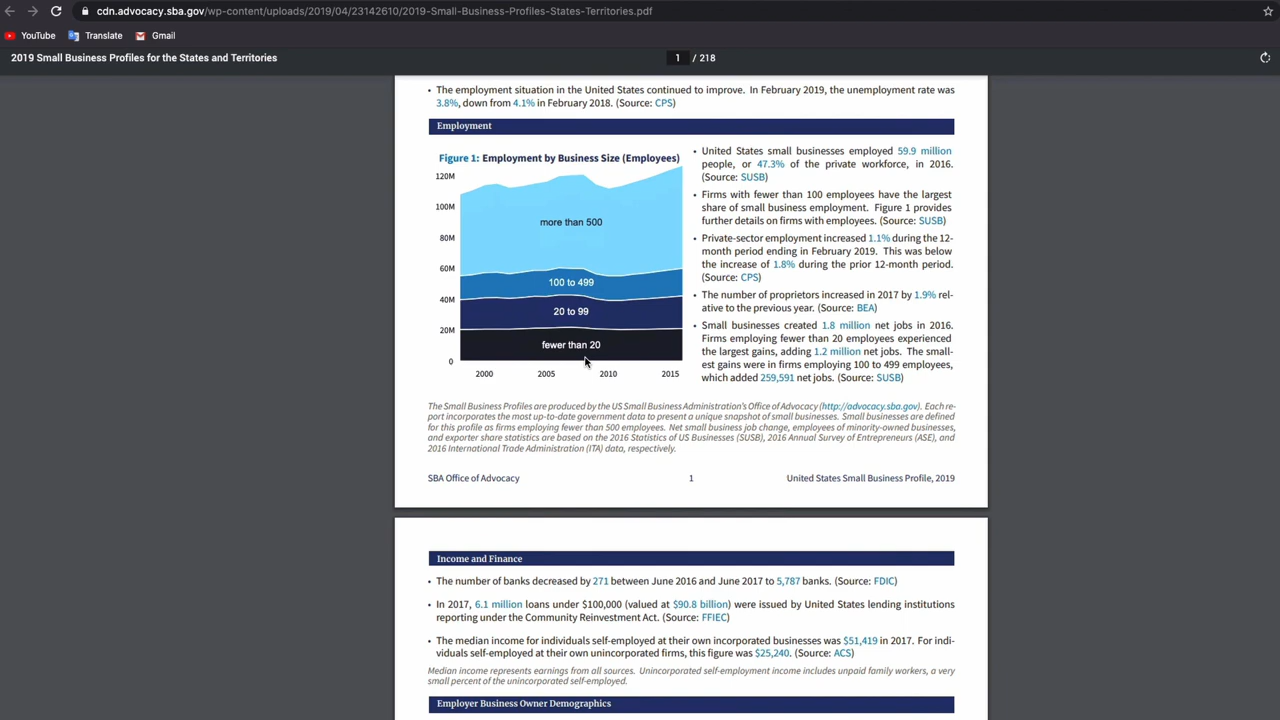 cdn.advocacy.sba.gov/wp-content/uploads/2019/04/23142610/2019-Small-Business-Profiles-States-Territories.pdf
YouTube Translate Gmail
2019 Small Business Profiles for the States and Territories 1 / 218
• The employment situation in the United States continued to improve. In February 2019, the unemployment rate was
3.8%, down from 4.1% in February 2018. (Source: CPS)
Employment
Figure 1: Employment by Business Size (Employees)
120M
100M
80M
60M
40M
20M
0
more than 500
100 to 499
20 to 99
fewer than 20
2000 2005 2010 2015
• United States small businesses employed 59.9 million
people, or 47.3% of the private workforce, in 2016.
(Source: SUSB)
• Firms with fewer than 100 employees have the largest
share of small business employment. Figure 1 provides
further details on firms with employees. (Source: SUSB)
• Private-sector employment increased 1.1% during the 12-
month period ending in February 2019. This was below
the increase of 1.8% during the prior 12-month period.
(Source: CPS)
• The number of proprietors increased in 2017 by 1.9% rel-
ative to the previous year. (Source: BEA)
• Small businesses created 1.8 million net jobs in 2016.
Firms employing fewer than 20 employees experienced
the largest gains, adding 1.2 million net jobs. The small-
est gains were in firms employing 100 to 499 employees,
which added 259,591 net jobs. (Source: SUSB)
The Small Business Profiles are produced by the US Small Business Administration's Office of Advocacy (http://advocacy.sba.gov). Each re-
port incorporates the most up-to-date government data to present a unique snapshot of small businesses. Small businesses are defined
for this profile as firms employing fewer than 500 employees. Net small business job change, employees of minority-owned businesses,
and exporter share statistics are based on the 2016 Statistics of US Businesses (SUSB), 2016 Annual Survey of Entrepreneurs (ASE), and
2016 International Trade Administration (ITA) data, respectively.
SBA Office of Advocacy 1 United States Small Business Profile, 2019
Income and Finance
• The number of banks decreased by 271 between June 2016 and June 2017 to 5,787 banks. (Source: FDIC)
• In 2017, 6.1 million loans under $100,000 (valued at $90.8 billion) were issued by United States lending institutions
reporting under the Community Reinvestment Act. (Source: FFIEC)
• The median income for individuals self-employed at their own incorporated businesses was $51,419 in 2017. For indi-
viduals self-employed at their own unincorporated firms, this figure was $25,240. (Source: ACS)
Median income represents earnings from all sources. Unincorporated self-employment income includes unpaid family workers, a very
small percent of the unincorporated self-employed.
Employer Business Owner Demographics